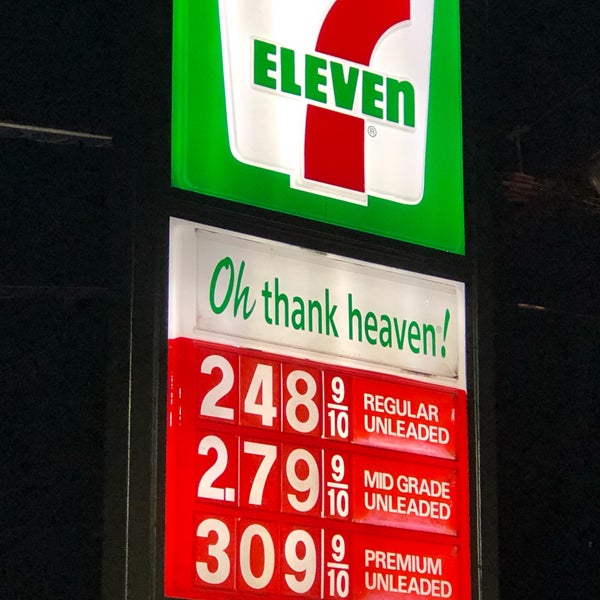 ELEVEn
®
Oh thank heaven!®
248 9/10 REGULAR UNLEADED
2.79 9/10 MID GRADE UNLEADED
309 9/10 PREMIUM UNLEADED